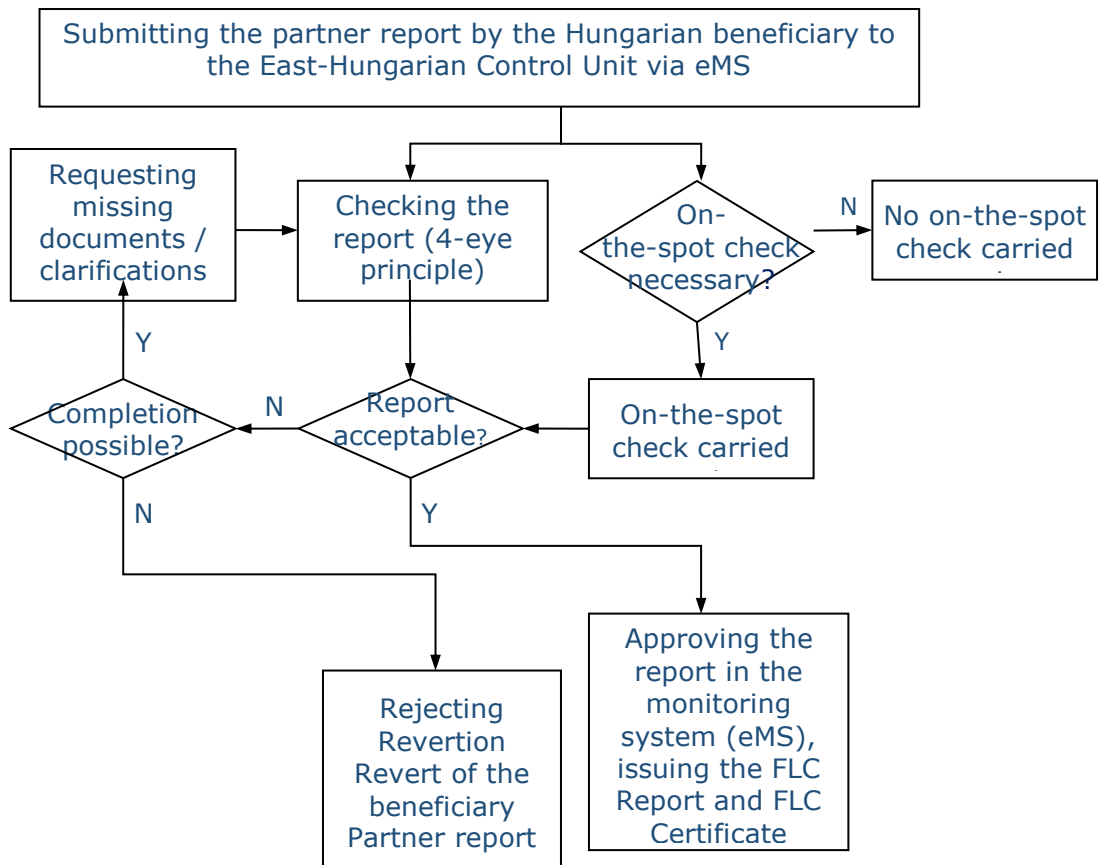 Submitting the partner report by the Hungarian beneficiary to
the East-Hungarian Control Unit via eMS
Requesting
missing
documents /
clarifications
Checking the
report (4-eye
principle)
On-
the-spot check
necessary?
N
No on-the-spot
check carried
Y
Y
Completion
possible?
N
Report
acceptable?
On-the-spot
check carried
N
Y
Rejecting
Revertion
Revert of the
beneficiary
Partner report
Approving the
report in the
monitoring
system (eMS),
issuing the FLC
Report and FLC
Certificate